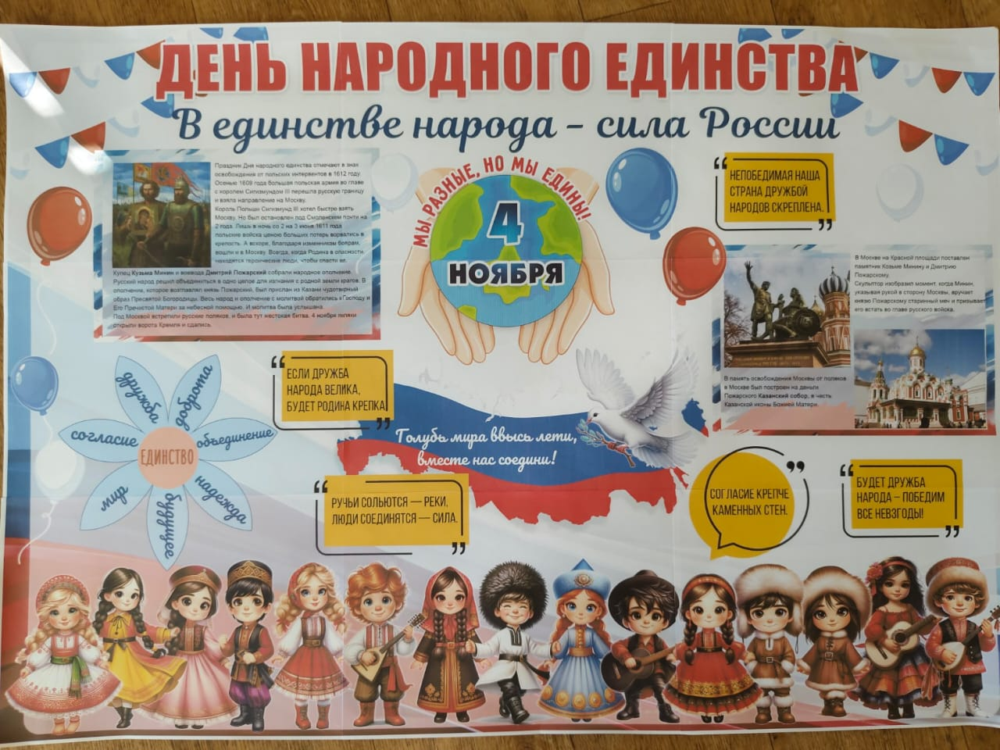 ДЕНЬ НАРОДНОГО ЕДИНСТВА
В единстве народа – сила России
Праздник Дня народного единства отмечают в знак
освобождения от польских интервентов в 1612 году.
Осенью 1609 года большая польская армия во главе
с королем Сигизмундом III перешла русскую границу
и взяла направление на Москву.
Король Польши Сигизмунд III хотел быстро взять
Москву. Но был остановлен под Смоленском почти на
2 года. Лишь в ночь со 2 на 3 июня 1611 года
польские войска ценою больших потерь ворвались в
крепость. А вскоре, благодаря изменникам боярам,
вошли и в Москву. Всегда, когда Родина в опасности,
находятся героические люди, чтобы спасти ее.
Купец Кузьма Минин и воевода Дмитрий Пожарский собрали народное ополчение.
Русский народ решил объединиться в одно целое для изгнания с родной земли врагов. В
ополчение, которое возглавлял князь Пожарский, был прислан из Казани чудотворный
образ Пресвятой Богородицы. Весь народ и ополчение с молитвой обратились к Господу и
Его Пречистой Матери за небесной помощью. И молитва была услышана.
Под Москвой встретили русские поляков, и была тут жестокая битва. 4 ноября поляки
открыли ворота Кремля и сдались.
МЫ РАЗНЫЕ, НО МЫ ЕДИНЫ!
4
НОЯБРЯ
НЕПОБЕДИМАЯ НАША
СТРАНА ДРУЖБОЙ
НАРОДОВ СКРЕПЛЕНА.
В Москве на Красной площади поставлен
памятник Козьме Минину и Дмитрию
Пожарскому.
Скульптор изобразил момент, когда Минин,
указывая рукой в сторону Москвы, вручает
князю Пожарскому старинный меч и призывает
его встать во главе русского войска.
В память освобождения Москвы от поляков
в Москве был построен на деньги
Пожарского Казанский собор, в честь
Казанской иконы Божией Матери.
ЕСЛИ ДРУЖБА
НАРОДА ВЕЛИКА,
БУДЕТ РОДИНА КРЕПКА
дружба
доброта
согласие
объединение
ЕДИНСТВО
мир
надежда
будущее
Голубь мира ввысь лети,
вместе нас соедини!
РУЧЬИ СОЛЬЮТСЯ — РЕКИ,
ЛЮДИ СОЕДИНЯТСЯ — СИЛА.
СОГЛАСИЕ КРЕПЧЕ
КАМЕННЫХ СТЕН.
БУДЕТ ДРУЖБА
НАРОДА – ПОБЕДИМ
ВСЕ НЕВЗГОДЫ!